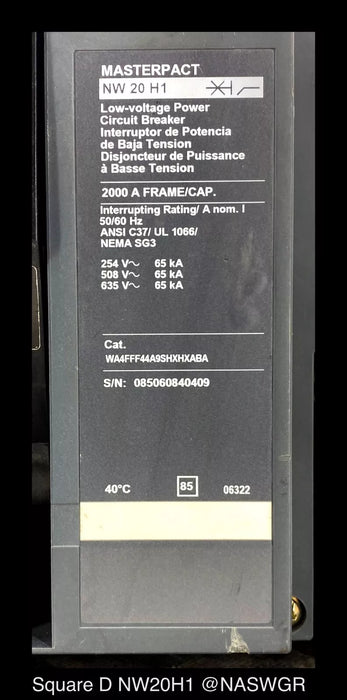 MASTERPACT
NW 20 H1
Low-voltage Power
Circuit Breaker
Interruptor de Potencia
de Baja Tension
Disjoncteur de Puissance
à Basse Tension
2000 A FRAME/CAP.
Interrupting Rating/ A nom. I
50/60 Hz
ANSI C37/ UL 1066/
NEMA SG3
254 V~ 65 kA
508 V~ 65 kA
635 V~ 65 kA
Cat.
WA4FFF44A9SHXHXABA
S/N: 085060840409
40°C 85 06322
Square D NW20H1 @NASWGR